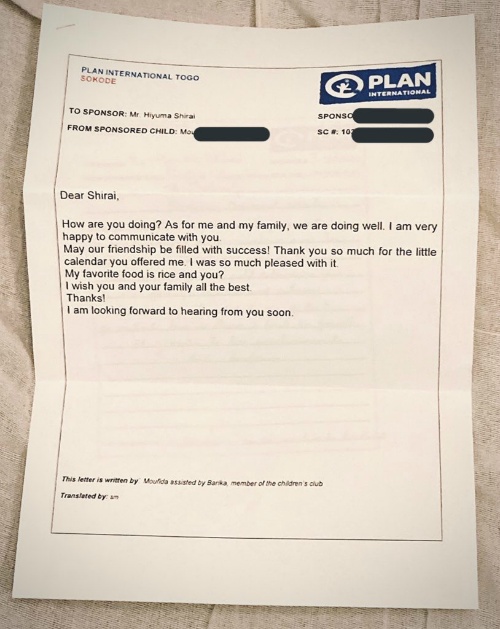 PLAN INTERNATIONAL TOGO
SOKODE
PLAN
INTERNATIONAL
TO SPONSOR: Mr. Hiyuma Shirai
SPONSO
FROM SPONSORED CHILD: Mou
SC #: 107
Dear Shirai,
How are you doing? As for me and my family, we are doing well. I am very
happy to communicate with you.
May our friendship be filled with success! Thank you so much for the little
calendar you offered me. I was so much pleased with it.
My favorite food is rice and you?
I wish you and your family all the best.
Thanks!
I am looking forward to hearing from you soon.
This letter is written by: Moufida assisted by Barika, member of the children's club
Translated by: sm